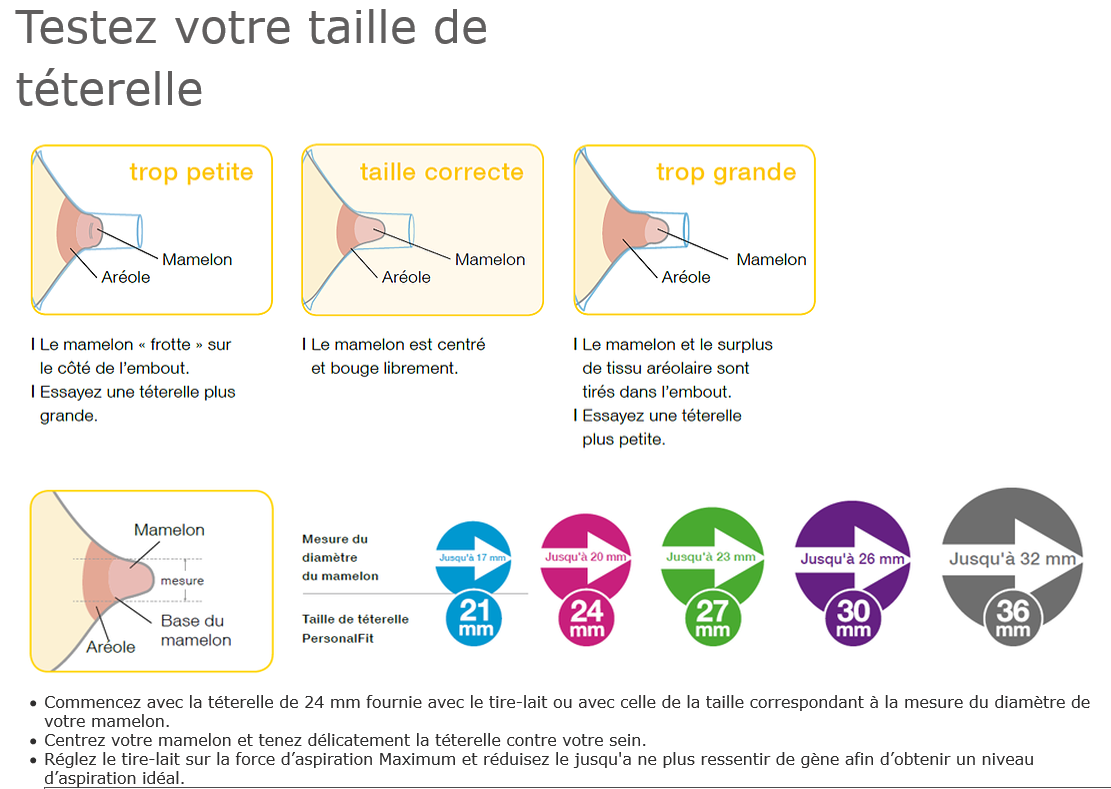 Testez votre taille de
téterelle
trop petite
Mamelon
Aréole
taille correcte
Mamelon
Aréole
trop grande
Mamelon
Aréole
I Le mamelon « frotte » sur
le côté de l'embout.
I Essayez une téterelle plus
grande.
I Le mamelon est centré
et bouge librement.
I Le mamelon et le surplus
de tissu aréolaire sont
tirés dans l'embout.
I Essayez une téterelle
plus petite.
Mamelon
mesure
Base du
mamelon
Aréole
Mesure du
diamètre
du mamelon
Jusqu'à 17 mm
Jusqu'à 20 mm
Jusqu'à 23 mm
Jusqu'à 26 mm
Jusqu'à 32 mm
Taille de téterelle
PersonalFit
21
mm
24
mm
27
mm
30
mm
36
mm
• Commencez avec la téterelle de 24 mm fournie avec le tire-lait ou avec celle de la taille correspondant à la mesure du diamètre de
votre mamelon.
• Centrez votre mamelon et tenez délicatement la téterelle contre votre sein.
• Réglez le tire-lait sur la force d'aspiration Maximum et réduisez le jusqu'a ne plus ressentir de gène afin d'obtenir un niveau
d'aspiration idéal.